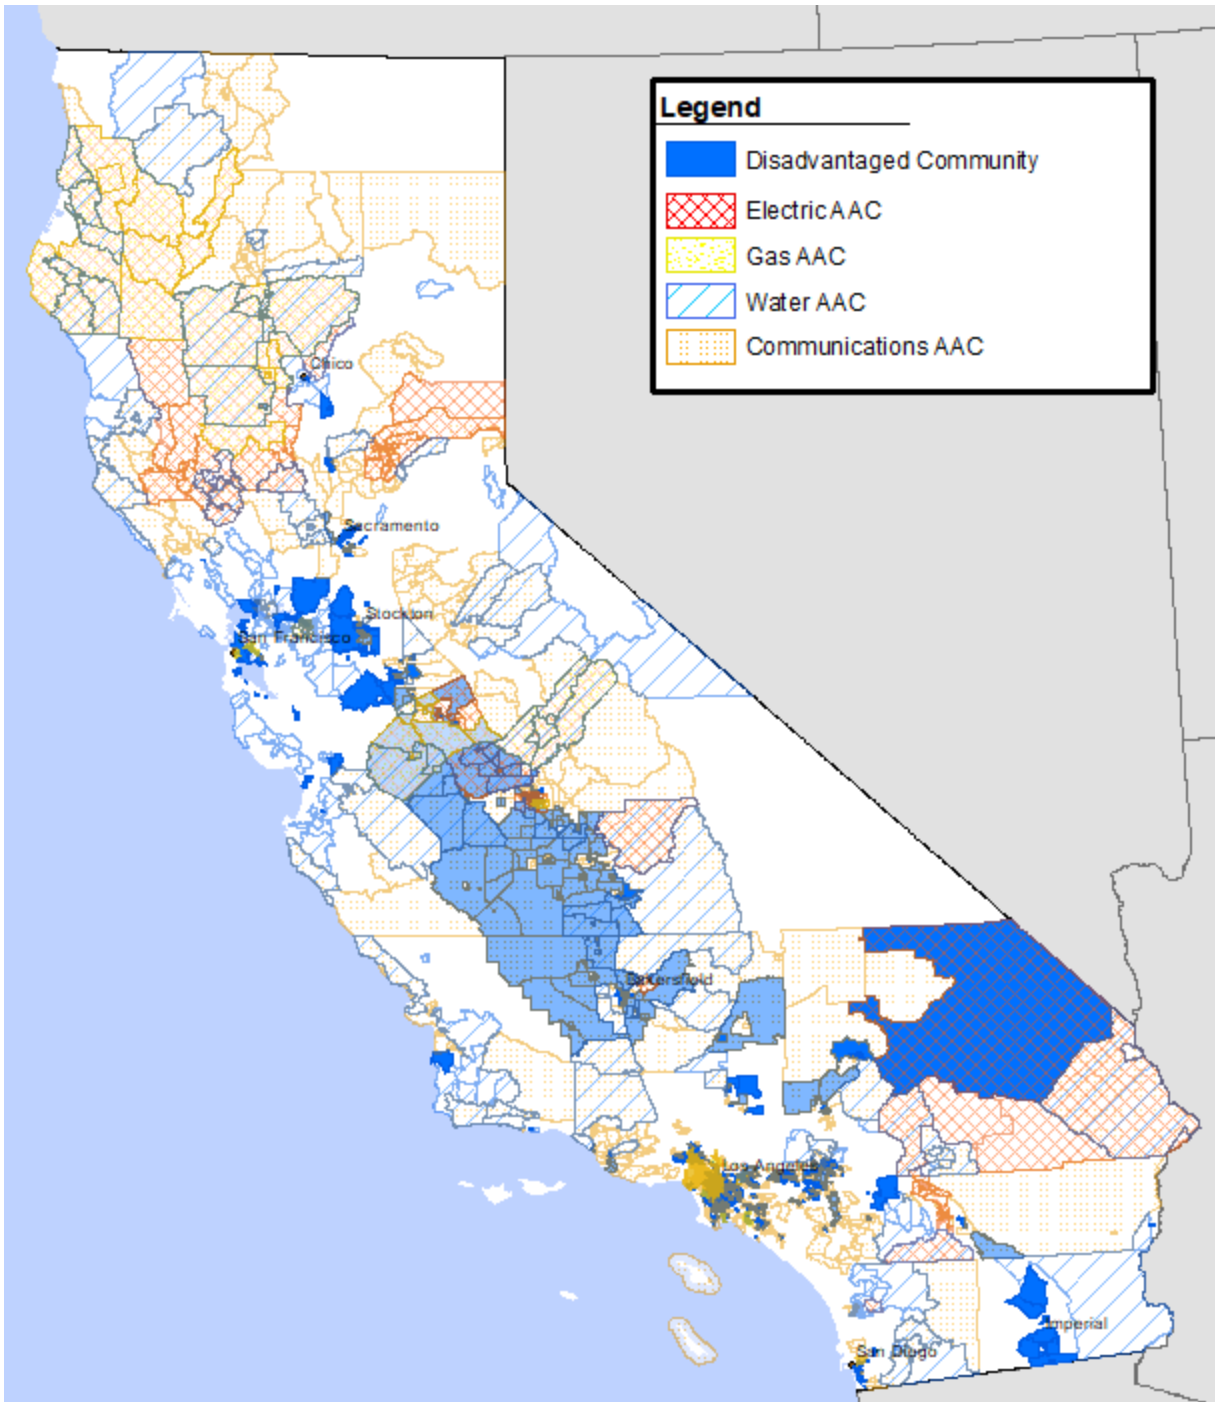 Legend
Disadvantaged Community
Electric AAC
Gas AAC
Water AAC
Communications AAC
Chico
Sacramento
Stockton
San Francisco
Bakersfield
Los Angeles
Imperial
San Diego